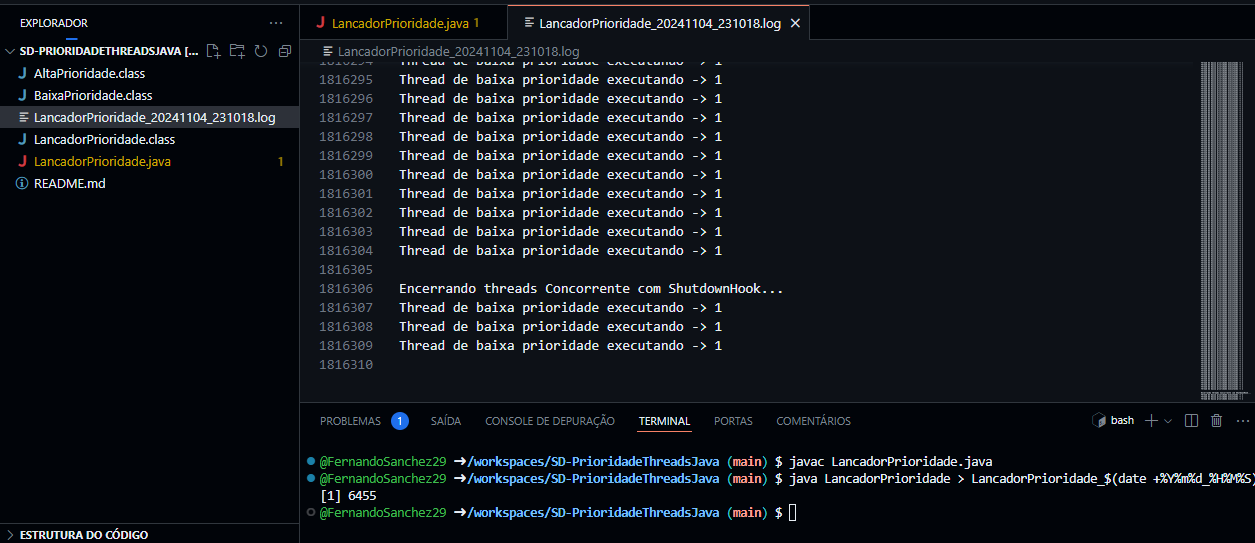 EXPLORADOR ···
SD-PRIORIDADETHREADSJAVA [...
AltaPrioridade.class
BaixaPrioridade.class
LancadorPrioridade_20241104_231018.log
LancadorPrioridade.class
LancadorPrioridade.java 1
README.md
ESTRUTURA DO CÓDIGO
LancadorPrioridade.java 1
LancadorPrioridade_20241104_231018.log
LancadorPrioridade_20241104_231018.log
1816294 Thread de baixa prioridade executando -> 1
1816295 Thread de baixa prioridade executando -> 1
1816296 Thread de baixa prioridade executando -> 1
1816297 Thread de baixa prioridade executando -> 1
1816298 Thread de baixa prioridade executando -> 1
1816299 Thread de baixa prioridade executando -> 1
1816300 Thread de baixa prioridade executando -> 1
1816301 Thread de baixa prioridade executando -> 1
1816302 Thread de baixa prioridade executando -> 1
1816303 Thread de baixa prioridade executando -> 1
1816304 Thread de baixa prioridade executando -> 1
1816305
1816306 Encerrando threads Concorrente com ShutdownHook...
1816307 Thread de baixa prioridade executando -> 1
1816308 Thread de baixa prioridade executando -> 1
1816309 Thread de baixa prioridade executando -> 1
1816310
PROBLEMAS 1 SAÍDA CONSOLE DE DEPURAÇÃO TERMINAL PORTAS COMENTÁRIOS bash ···
@FernandoSanchez29 ➜/workspaces/SD-PrioridadeThreadsJava (main) $ javac LancadorPrioridade.java
@FernandoSanchez29 ➜/workspaces/SD-PrioridadeThreadsJava (main) $ java LancadorPrioridade > LancadorPrioridade_$(date +%Y%m%d_%H%M%S)
[1] 6455
@FernandoSanchez29 ➜/workspaces/SD-PrioridadeThreadsJava (main) $